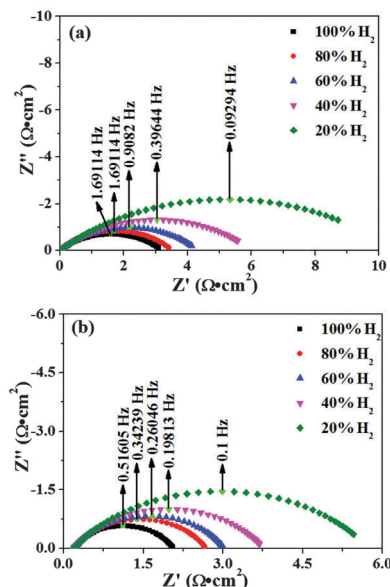 -10
(a)
100% H2
80% H2
60% H2
40% H2
20% H2
-8
-6
-4
-2
0
1.69114 Hz
1.69114 Hz
0.9082 Hz
0.39644 Hz
0.09294 Hz
Z'' (Ω•cm²)
0 2 4 6 8 10
Z' (Ω•cm²)
-6.0
(b)
100% H2
80% H2
60% H2
40% H2
20% H2
-4.5
-3.0
-1.5
0.0
0.51605 Hz
0.34239 Hz
0.26046 Hz
0.19813 Hz
0.1 Hz
Z'' (Ω•cm²)
0.0 1.5 3.0 4.5 6.0
Z' (Ω•cm²)